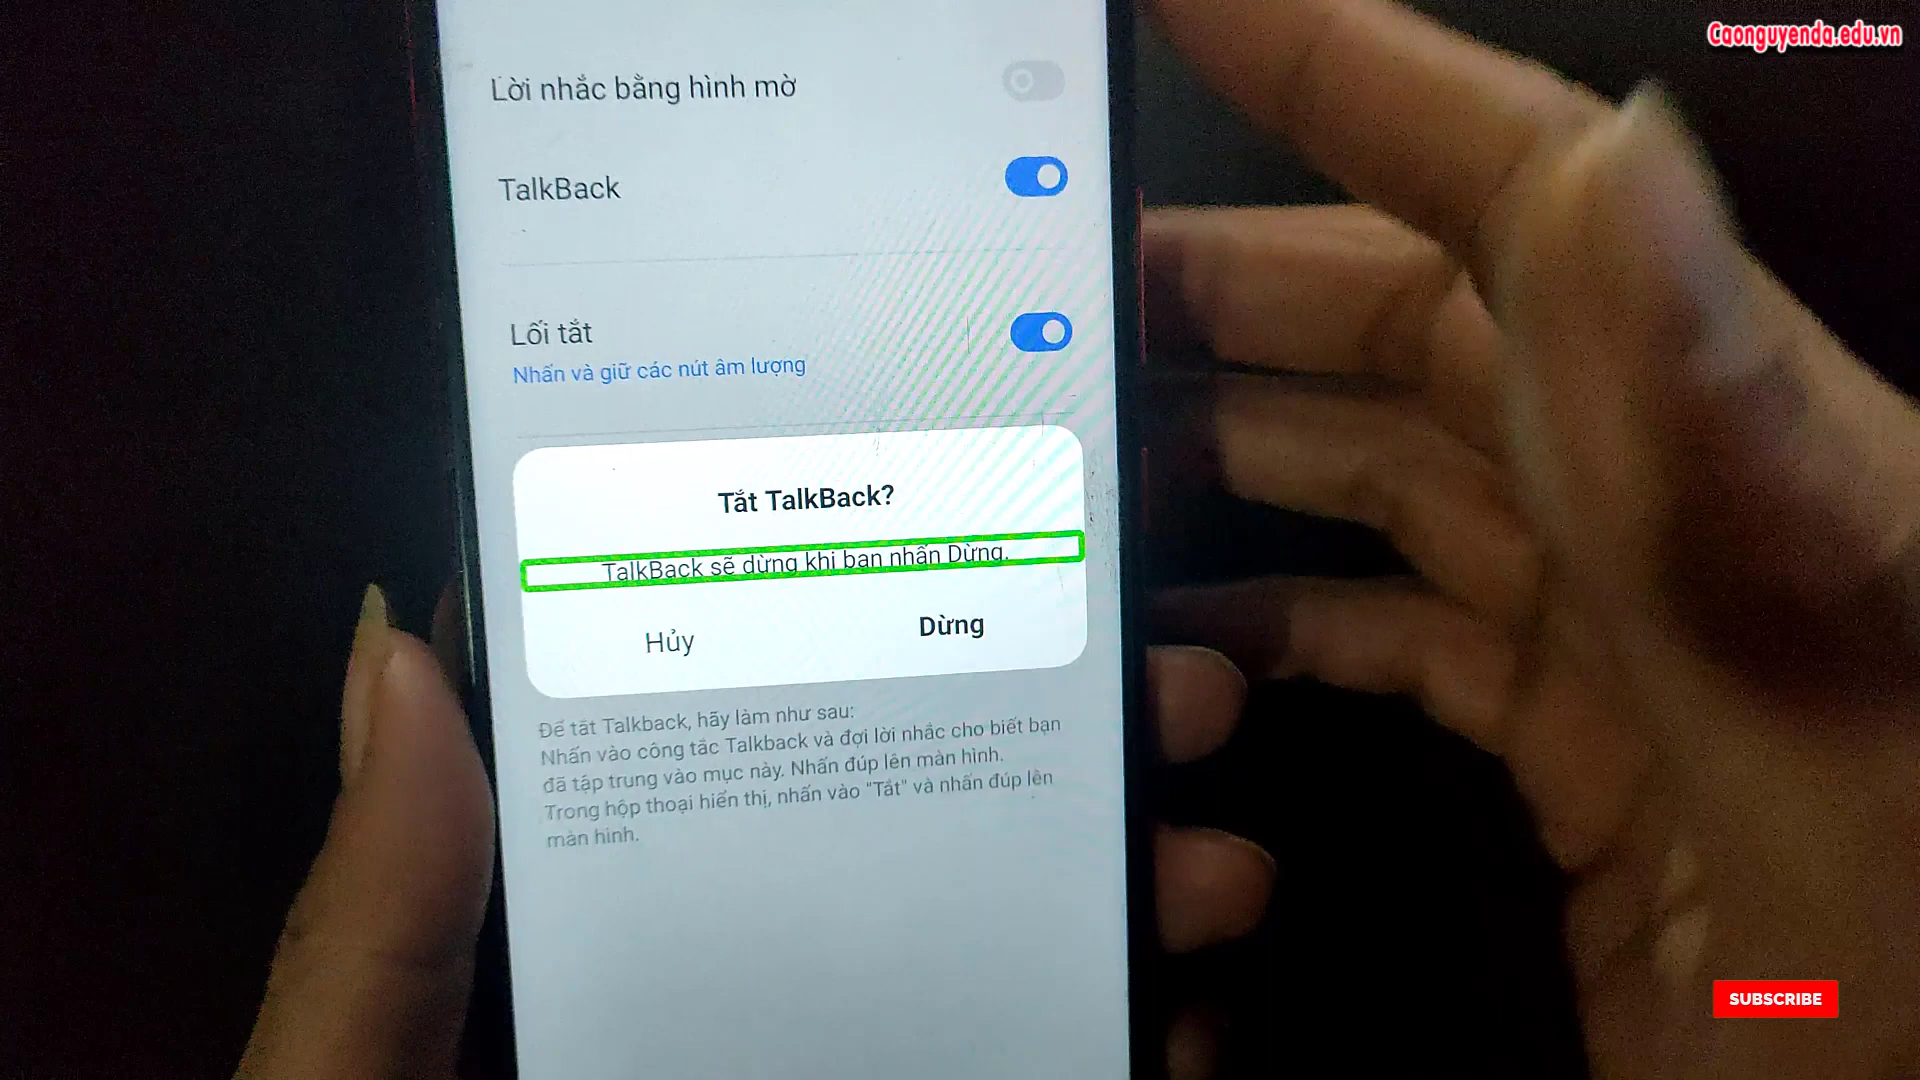 Caonguyenda.edu.vn
Lời nhắc bằng hình mờ
TalkBack
Lối tắt
Nhấn và giữ các nút âm lượng
Tắt TalkBack?
TalkBack sẽ dừng khi bạn nhấn Dừng.
Hủy Dừng
Để tắt Talkback, hãy làm như sau:
Nhấn vào công tắc Talkback và đợi lời nhắc cho biết bạn
đã tập trung vào mục này. Nhấn đúp lên màn hình.
Trong hộp thoại hiển thị, nhấn vào "Tắt" và nhấn đúp lên
màn hình.
SUBSCRIBE